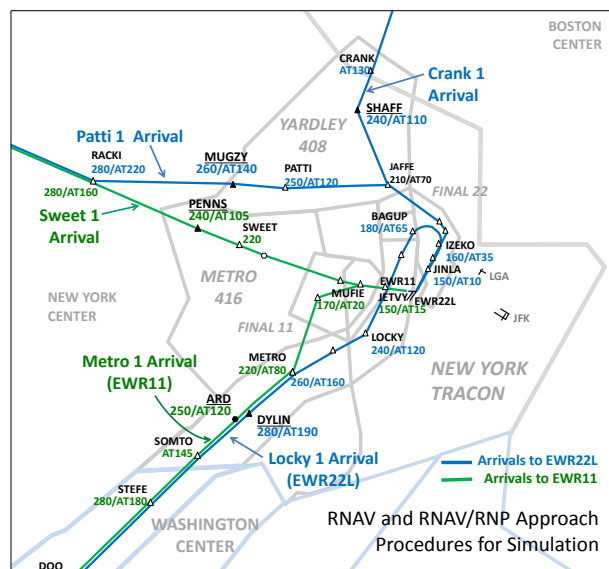 BOSTON
CENTER
CRANK
AT130
Crank 1
Arrival
SHAFF
240/AT110
YARDLEY
408
Patti 1 Arrival
RACKI
280/AT220
MUGZY
260/AT140
PATTI
250/AT120
JAFFE
210/AT70
280/AT160
FINAL 22
Sweet 1
Arrival
PENNS
240/AT105
SWEET
220
BAGUP
180/AT65
IZEKO
160/AT35
JINLA
150/AT10
LGA
METRO
416
NEW YORK
CENTER
EWR11
MUFIE
170/AT20
JETVY
150/AT15
EWR22L
JFK
FINAL 11
LOCKY
240/AT120
NEW YORK
TRACON
METRO
220/AT80
260/AT160
Metro 1 Arrival
(EWR11)
ARD
250/AT120
DYLIN
280/AT190
SOMTO
AT145
Locky 1 Arrival
(EWR22L)
Arrivals to EWR22L
Arrivals to EWR11
STEFE
280/AT180
WASHINGTON
CENTER
RNAV and RNAV/RNP Approach
Procedures for Simulation